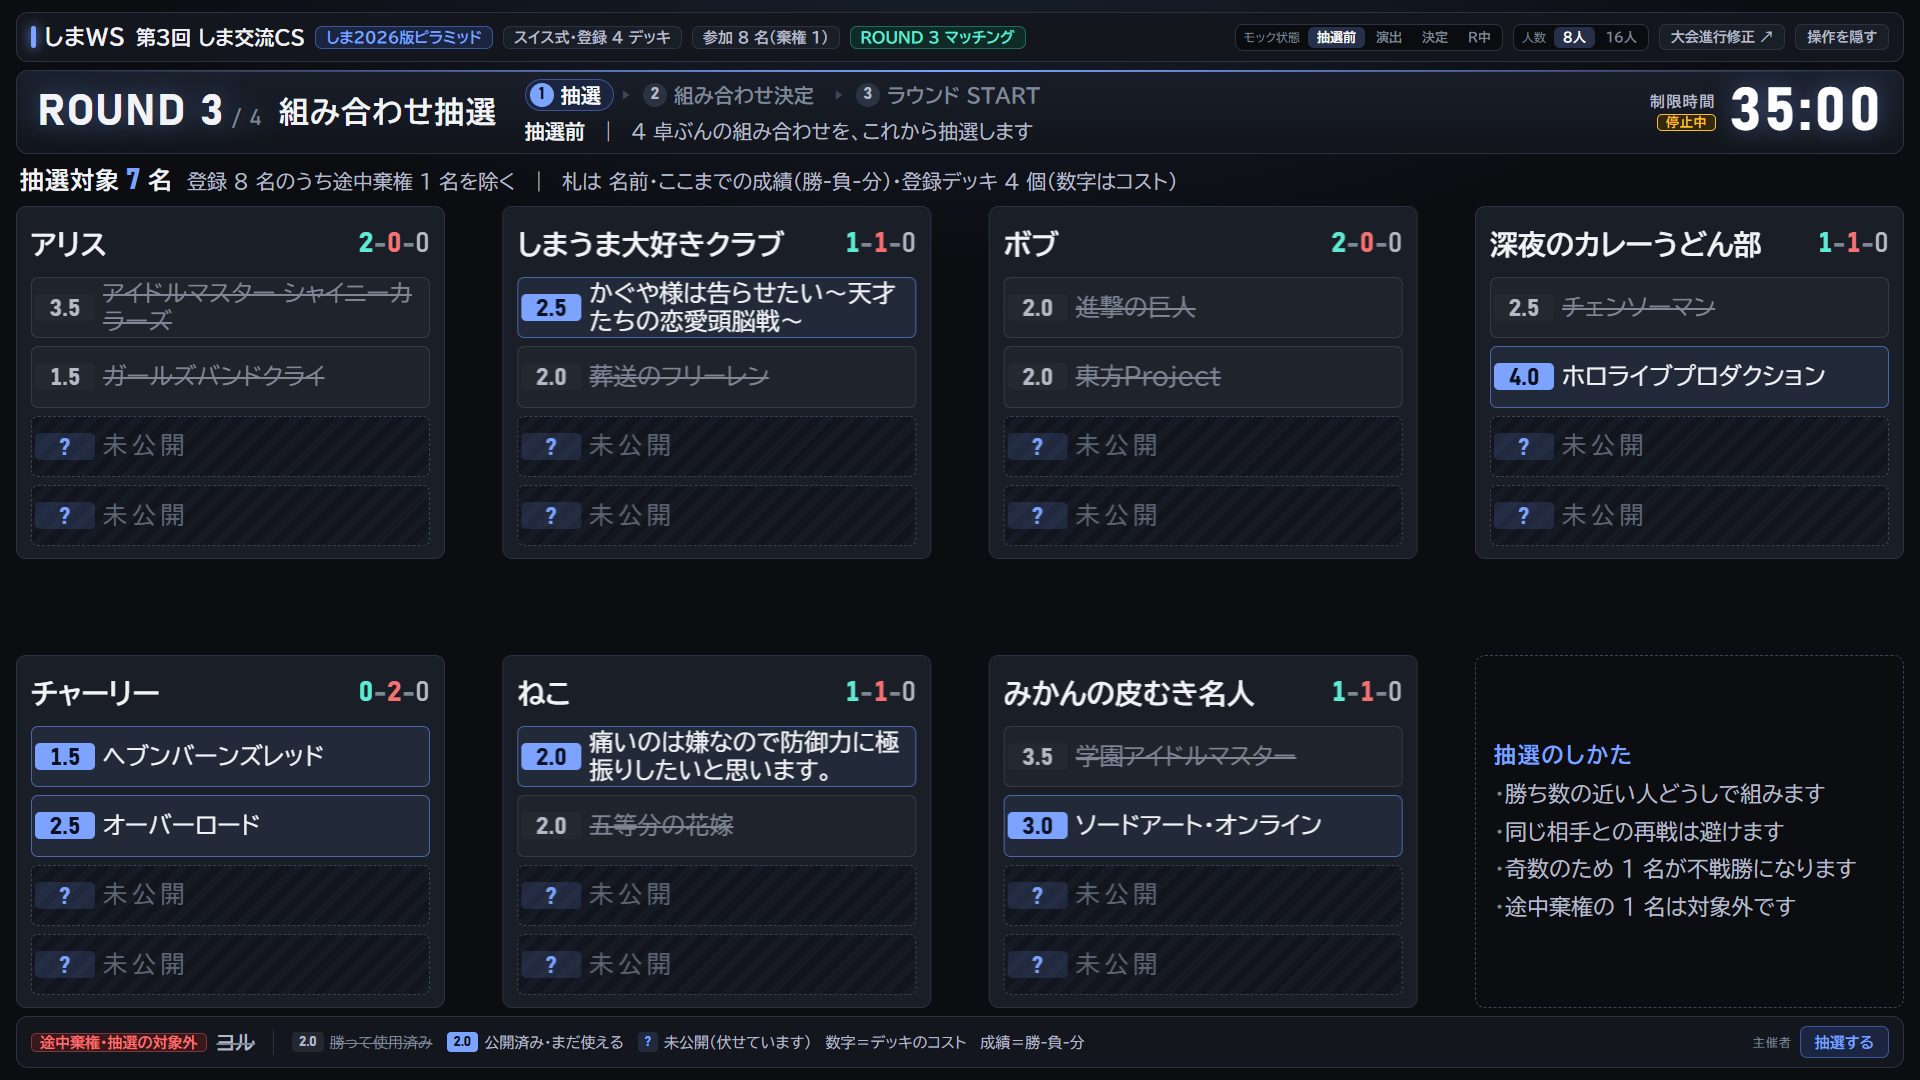 しまWS 第3回 しま交流CS しま2026版ピラミッド スイス式・登録 4 デッキ 参加 8 名(棄権 1) ROUND 3 マッチング モック状態 抽選前 演出 決定 R中 人数 8人 16人 大会進行修正 ↗ 操作を隠す
ROUND 3 / 4 組み合わせ抽選
1 抽選 ▸ 2 組み合わせ決定 ▸ 3 ラウンド START
抽選前 | 4 卓ぶんの組み合わせを、これから抽選します
制限時間 停止中 35:00
抽選対象 7 名 登録 8 名のうち途中棄権 1 名を除く | 札は 名前・ここまでの成績(勝-負-分)・登録デッキ 4 個(数字はコスト)
アリス 2-0-0
3.5 アイドルマスター シャイニーカ
ラーズ
1.5 ガールズバンドクライ
? 未公開
? 未公開
しまうま大好きクラブ 1-1-0
2.5 かぐや様は告らせたい〜天才
たちの恋愛頭脳戦〜
2.0 葬送のフリーレン
? 未公開
? 未公開
ボブ 2-0-0
2.0 進撃の巨人
2.0 東方Project
? 未公開
? 未公開
深夜のカレーうどん部 1-1-0
2.5 チェンソーマン
4.0 ホロライブプロダクション
? 未公開
? 未公開
チャーリー 0-2-0
1.5 ヘブンバーンズレッド
2.5 オーバーロード
? 未公開
? 未公開
ねこ 1-1-0
2.0 痛いのは嫌なので防御力に極
振りしたいと思います。
2.0 五等分の花嫁
? 未公開
? 未公開
みかんの皮むき名人 1-1-0
3.5 学園アイドルマスター
3.0 ソードアート・オンライン
? 未公開
? 未公開
抽選のしかた
・勝ち数の近い人どうしで組みます
・同じ相手との再戦は避けます
・奇数のため 1 名が不戦勝になります
・途中棄権の 1 名は対象外です
途中棄権・抽選の対象外 ヨル 2.0 勝って使用済み 2.0 公開済み・まだ使える ? 未公開(伏せています) 数字＝デッキのコスト 成績＝勝-負-分 主催者 抽選する